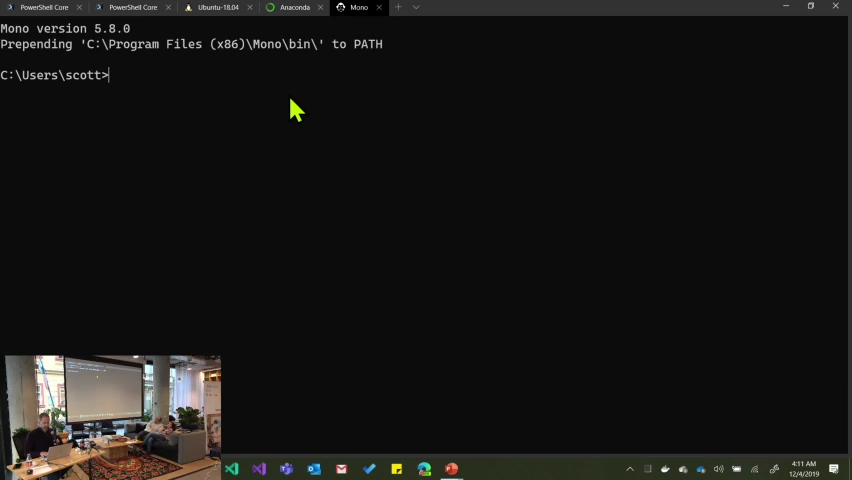 PowerShell Core
PowerShell Core
Ubuntu-18.04
Anaconda
Mono
Mono version 5.8.0
Prepending 'C:\Program Files (x86)\Mono\bin\' to PATH
C:\Users\scott>
4:11 AM
12/4/2019